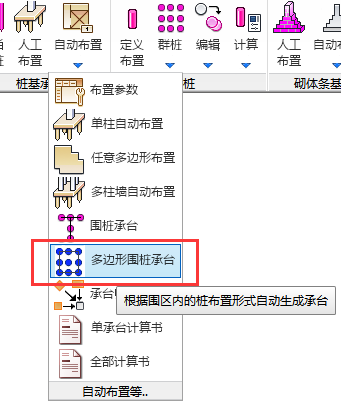 人工
布置
自动布置
定义
布置
群桩
编辑
计算
人工
布置
桩
桩基承
桩
砌体条基
布置参数
单柱自动布置
任意多边形布置
多柱墙自动布置
围桩承台
多边形围桩承台
承台
根据围区内的桩布置形式自动生成承台
单承台计算书
全部计算书
自动布置等..